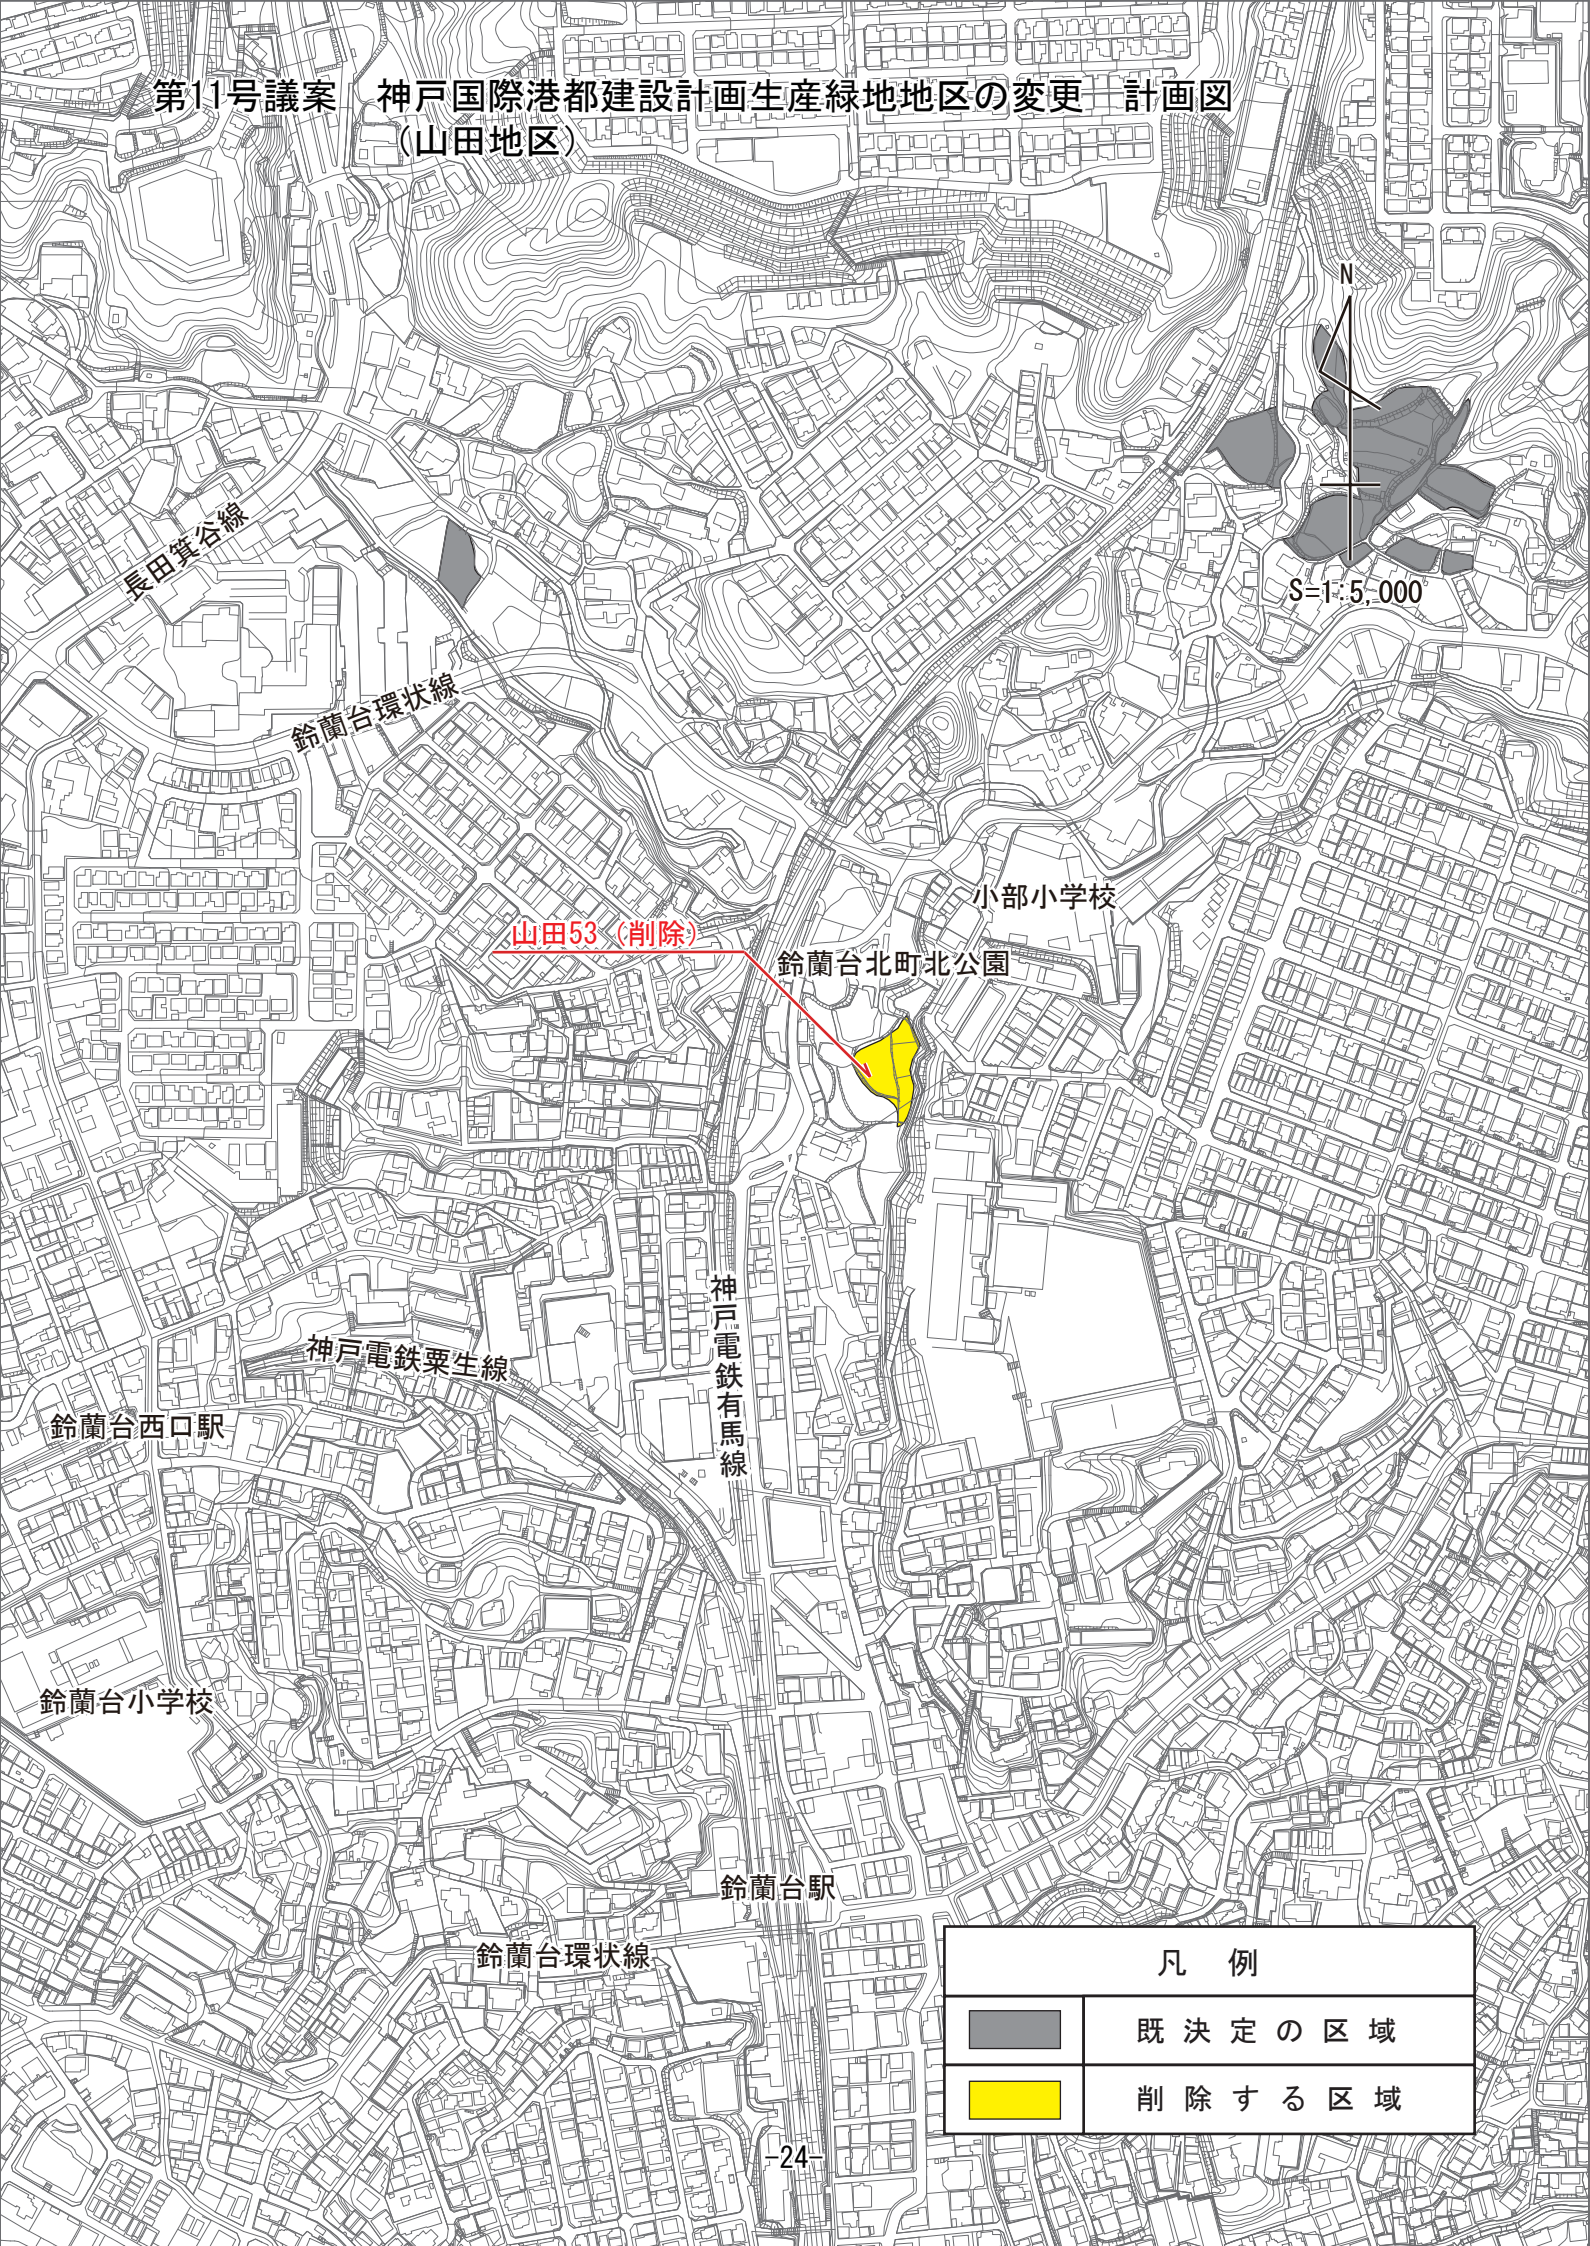 第11号議案　神戸国際港都建設計画生産緑地地区の変更　計画図
（山田地区）
N
S=1:5,000
長田箕谷線
鈴蘭台環状線
小部小学校
山田53（削除）
鈴蘭台北町北公園
神戸電鉄有馬線
神戸電鉄粟生線
鈴蘭台西口駅
鈴蘭台小学校
鈴蘭台駅
鈴蘭台環状線
凡　例
既決定の区域
削除する区域
-24-